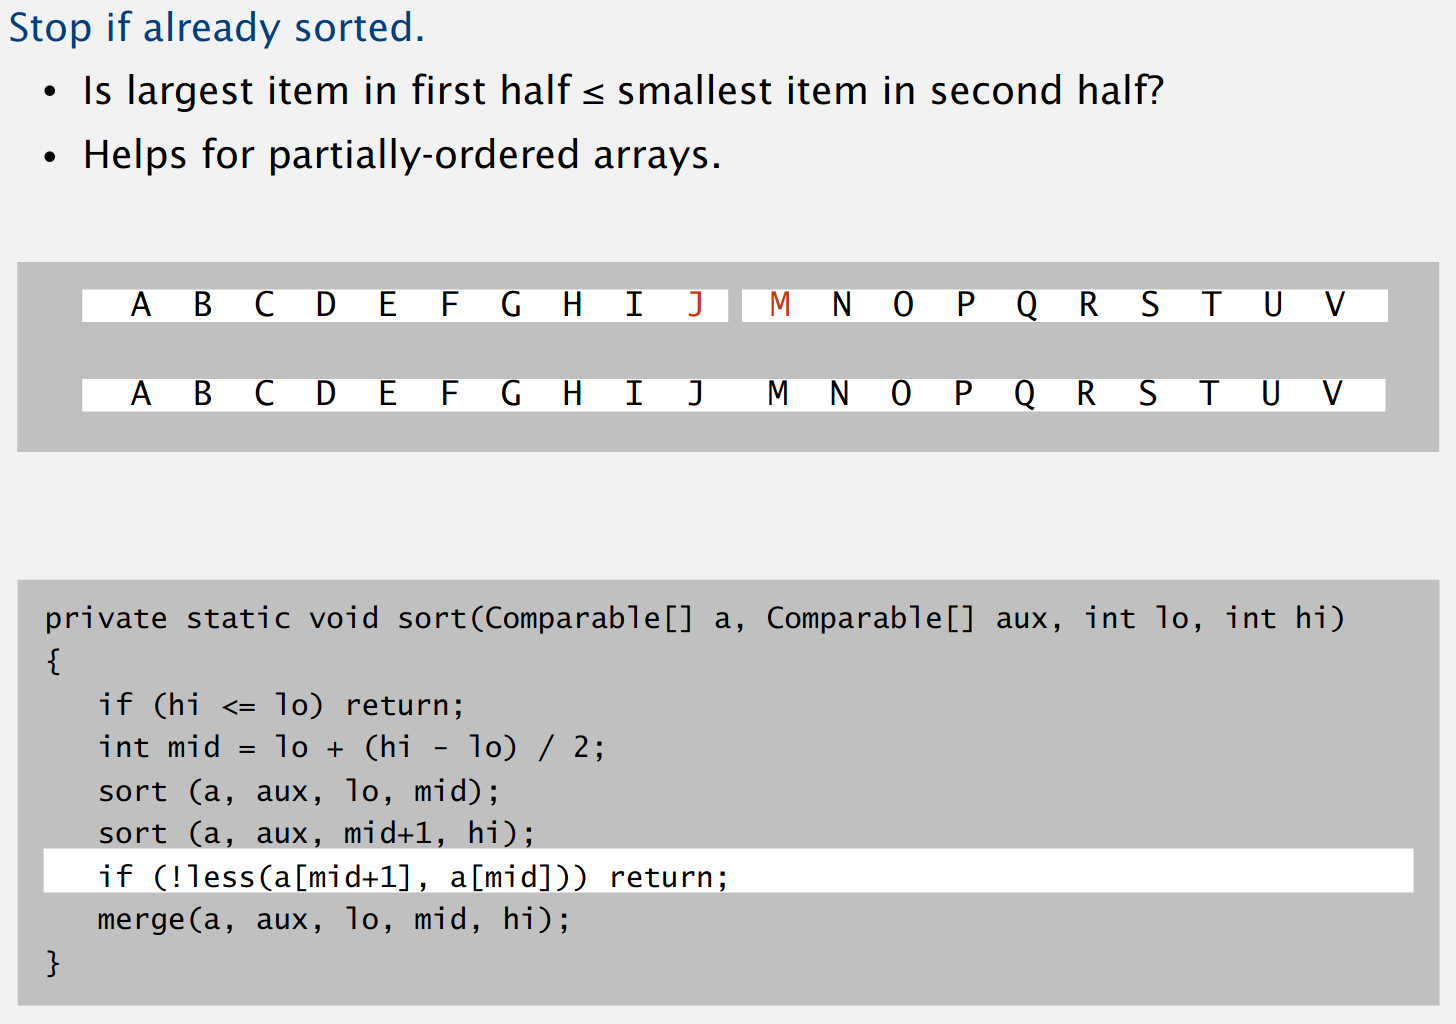 Stop if already sorted.
• Is largest item in first half ≤ smallest item in second half?
• Helps for partially-ordered arrays.
A B C D E F G H I J M N O P Q R S T U V
A B C D E F G H I J M N O P Q R S T U V
private static void sort(Comparable[] a, Comparable[] aux, int lo, int hi)
{
   if (hi <= lo) return;
   int mid = lo + (hi - lo) / 2;
   sort (a, aux, lo, mid);
   sort (a, aux, mid+1, hi);
   if (!less(a[mid+1], a[mid])) return;
   merge(a, aux, lo, mid, hi);
}